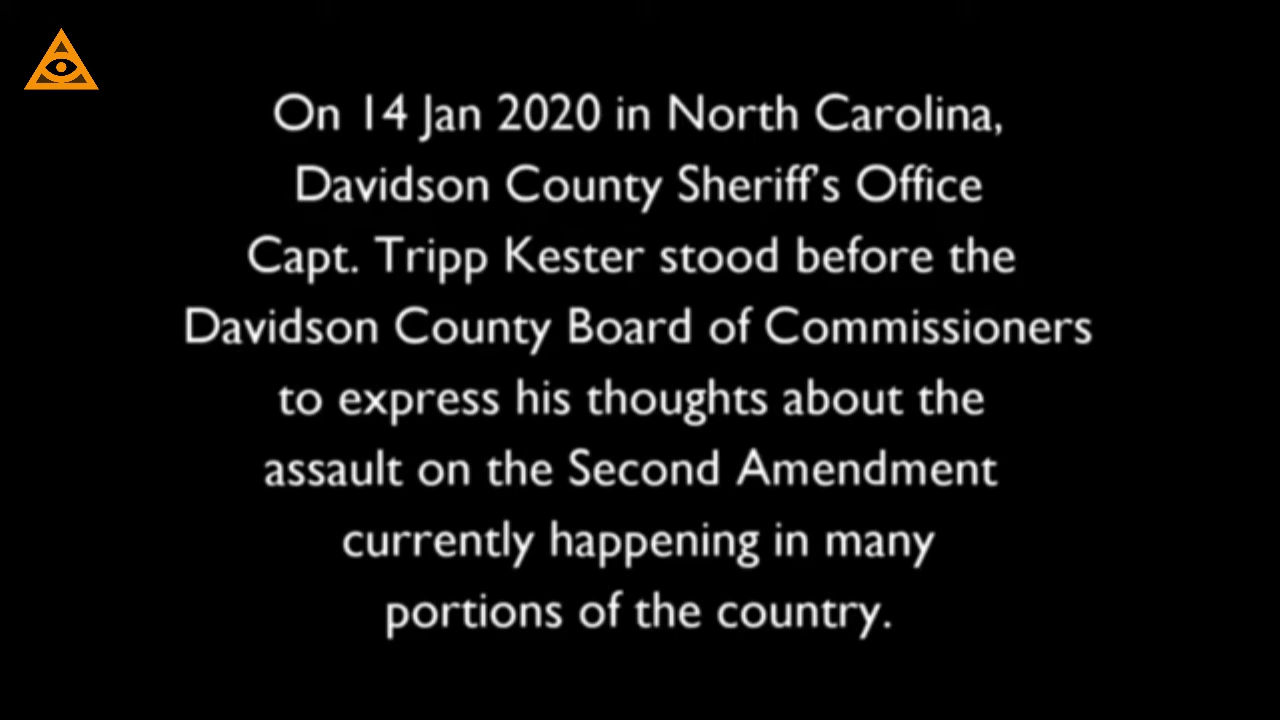 On 14 Jan 2020 in North Carolina,
Davidson County Sheriff's Office
Capt. Tripp Kester stood before the
Davidson County Board of Commissioners
to express his thoughts about the
assault on the Second Amendment
currently happening in many
portions of the country.